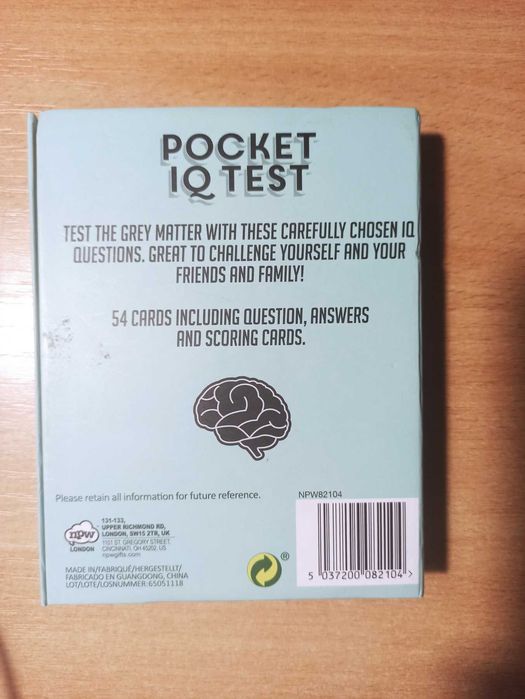 POCKET
IQ TEST
TEST THE GREY MATTER WITH THESE CAREFULLY CHOSEN IQ
QUESTIONS. GREAT TO CHALLENGE YOURSELF AND YOUR
FRIENDS AND FAMILY!
54 CARDS INCLUDING QUESTION, ANSWERS
AND SCORING CARDS.
Please retain all information for future reference.
NPW82104
npw
LONDON
131-133,
UPPER RICHMOND RD,
LONDON, SW15 2TR, UK
1101 ST. GREGORY STREET,
CINCINNATI, OH 45202, US
npwgifts.com
MADE IN/FABRIQUÉ/HERGESTELLT/
FABRICADO EN GUANGDONG, CHINA
LOT/LOTE/LOSNUMMER: 65051118
®
5 037200 082104 >